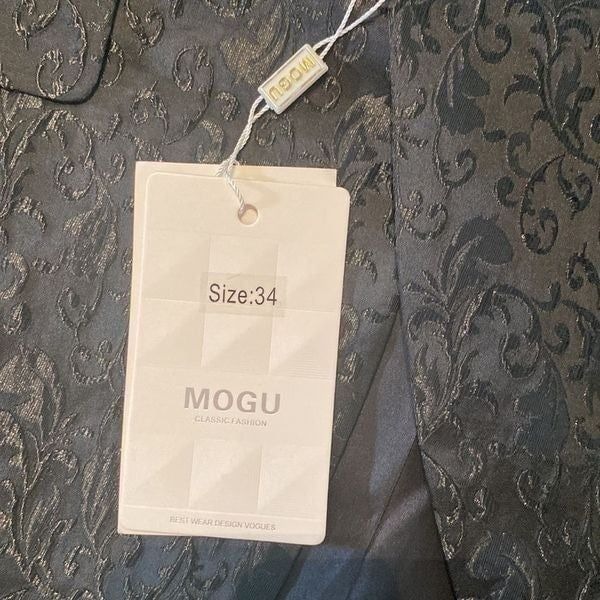 MOGU
Size:34
MOGU
CLASSIC FASHION
BEST WEAR DESIGN VOGUES